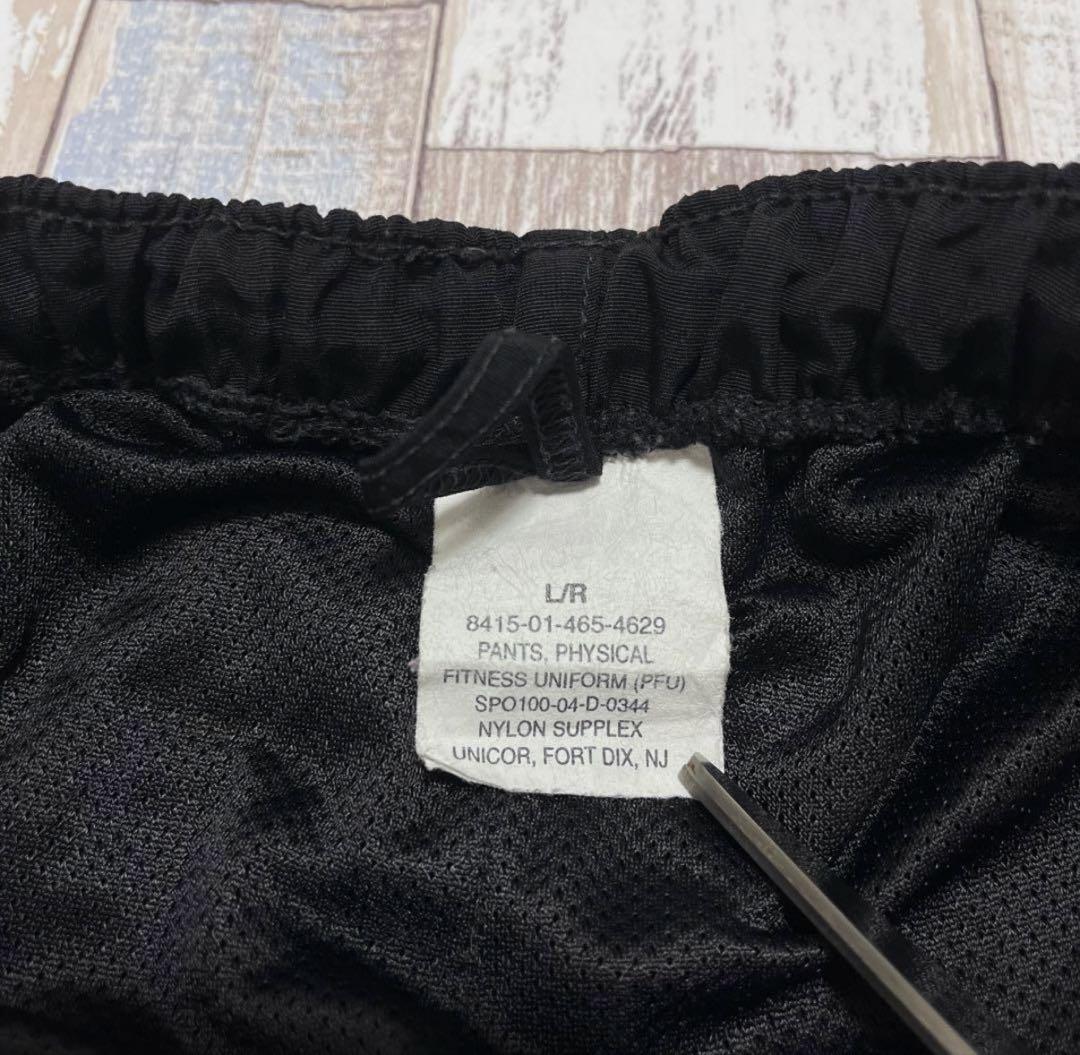 L/R
8415-01-465-4629
PANTS, PHYSICAL
FITNESS UNIFORM (PFU)
SPO100-04-D-0344
NYLON SUPPLEX
UNICOR, FORT DIX, NJ